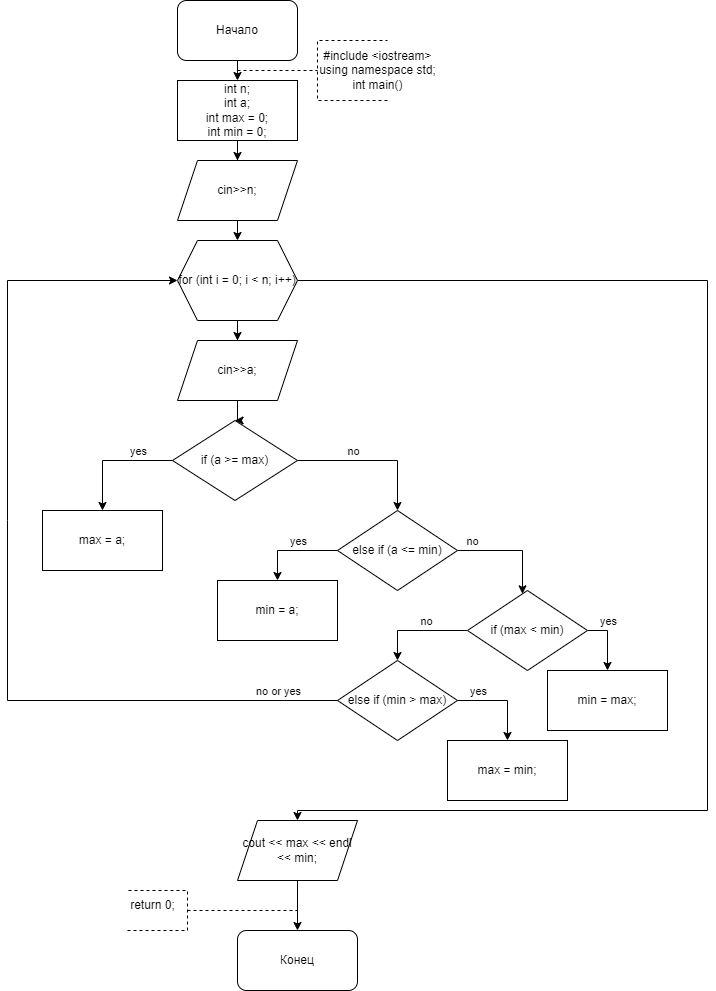 Начало
#include <iostream>
using namespace std;
int main()
int n;
int a;
int max = 0;
int min = 0;
cin>>n;
for (int i = 0; i < n; i++)
cin>>a;
if (a >= max)
yes
no
max = a;
else if (a <= min)
yes
no
min = a;
if (max < min)
no
yes
min = max;
else if (min > max)
no or yes
yes
max = min;
cout << max << endl
<< min;
return 0;
Конец